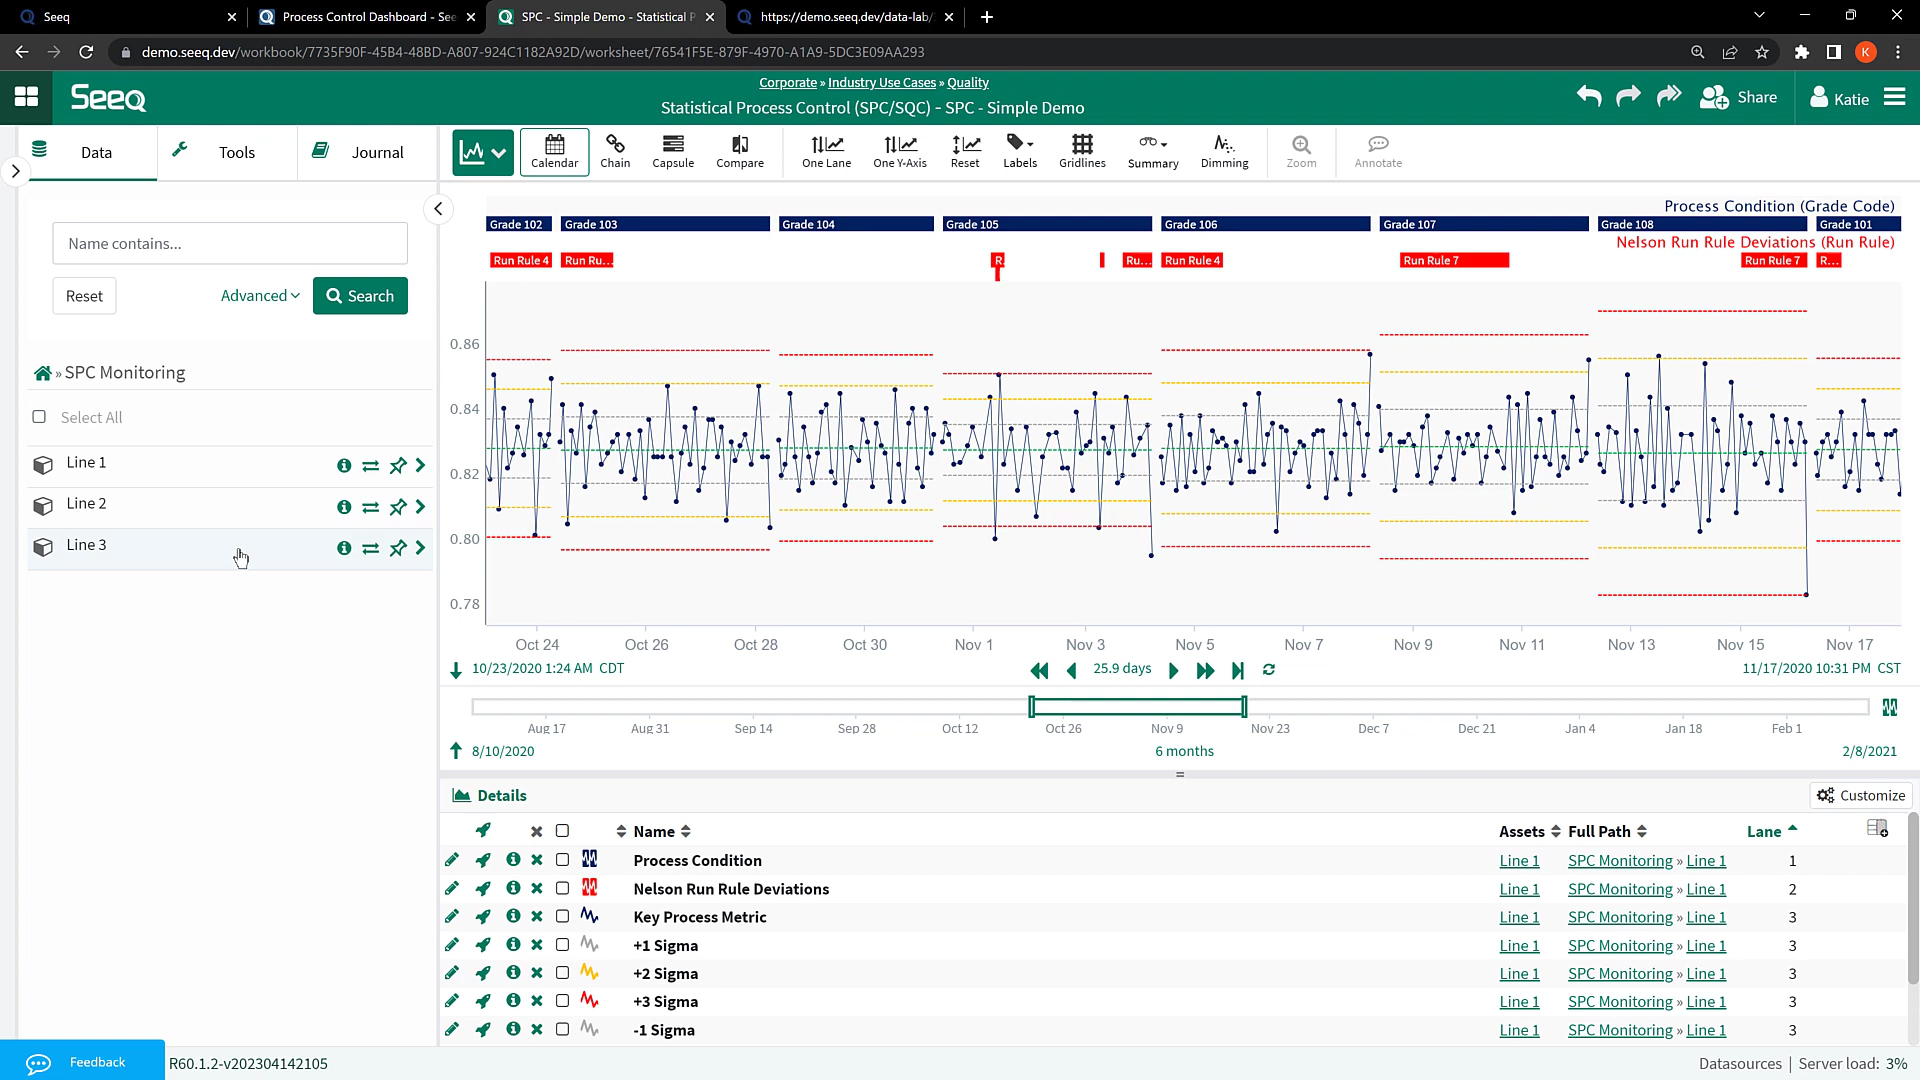 Seeq
Process Control Dashboard - See
SPC - Simple Demo - Statistical P
https://demo.seeq.dev/data-lab/
demo.seeq.dev/workbook/7735F90F-45B4-48BD-A807-924C1182A92D/worksheet/76541F5E-879F-4970-A1A9-5DC3E09AA293
K
Seeq
Corporate » Industry Use Cases » Quality
Statistical Process Control (SPC/SQC) - SPC - Simple Demo
Share
Katie
Data
Tools
Journal
Calendar
Chain
Capsule
Compare
One Lane
One Y-Axis
Reset
Labels
Gridlines
Summary
Dimming
Zoom
Annotate
Name contains...
Reset
Advanced
Search
» SPC Monitoring
Select All
Line 1
Line 2
Line 3
Process Condition (Grade Code)
Grade 102
Grade 103
Grade 104
Grade 105
Grade 106
Grade 107
Grade 108
Grade 101
Nelson Run Rule Deviations (Run Rule)
Run Rule 4
Run Ru...
R
Ru...
Run Rule 4
Run Rule 7
Run Rule 7
R...
0.86
0.84
0.82
0.80
0.78
Oct 24
Oct 26
Oct 28
Oct 30
Nov 1
Nov 3
Nov 5
Nov 7
Nov 9
Nov 11
Nov 13
Nov 15
Nov 17
10/23/2020 1:24 AM CDT
25.9 days
11/17/2020 10:31 PM CST
Aug 17
Aug 31
Sep 14
Sep 28
Oct 12
Oct 26
Nov 9
Nov 23
Dec 7
Dec 21
Jan 4
Jan 18
Feb 1
8/10/2020
6 months
2/8/2021
Details
Customize
Name
Assets
Full Path
Lane
Process Condition Line 1 SPC Monitoring » Line 1 1
Nelson Run Rule Deviations Line 1 SPC Monitoring » Line 1 2
Key Process Metric Line 1 SPC Monitoring » Line 1 3
+1 Sigma Line 1 SPC Monitoring » Line 1 3
+2 Sigma Line 1 SPC Monitoring » Line 1 3
+3 Sigma Line 1 SPC Monitoring » Line 1 3
-1 Sigma Line 1 SPC Monitoring » Line 1 3
Feedback
R60.1.2-v202304142105
Datasources | Server load: 3%